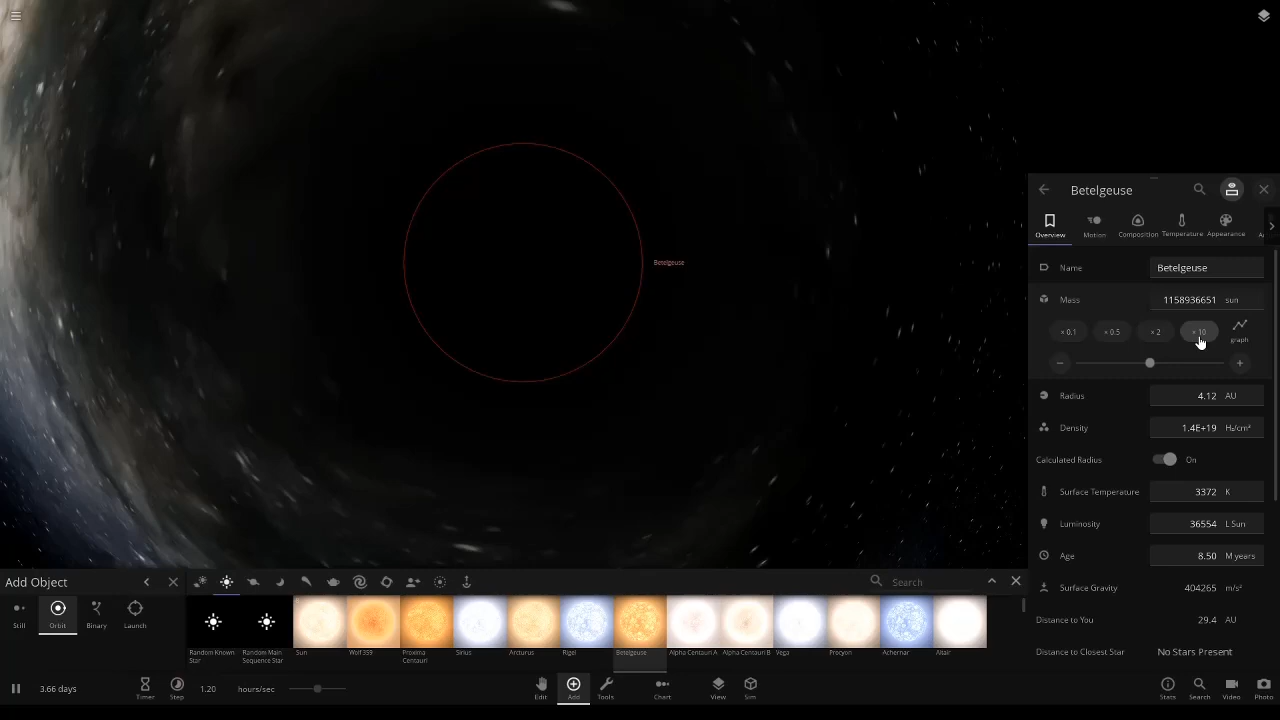 Betelgeuse
Betelgeuse
Overview
Motion
Composition
Temperature
Appearance
Name
Betelgeuse
Mass
1158936651 sun
× 0.1
× 0.5
× 2
× 10
graph
Radius
4.12 AU
Density
1.4E+19 H₂/cm³
Calculated Radius
On
Surface Temperature
3372 K
Luminosity
36554 L Sun
Age
8.50 M years
Surface Gravity
404265 m/s²
Distance to You
29.4 AU
Distance to Closest Star
No Stars Present
Add Object
Search
Still
Orbit
Binary
Launch
Random Known Star
Random Main Sequence Star
Sun
Wolf 359
Proxima Centauri
Sirius
Arcturus
Rigel
Betelgeuse
Alpha Centauri A
Alpha Centauri B
Vega
Procyon
Achernar
Altair
3.66 days
Timer
Step
1.20 hours/sec
Edit
Add
Tools
Chart
View
Sim
Stats
Search
Video
Photo